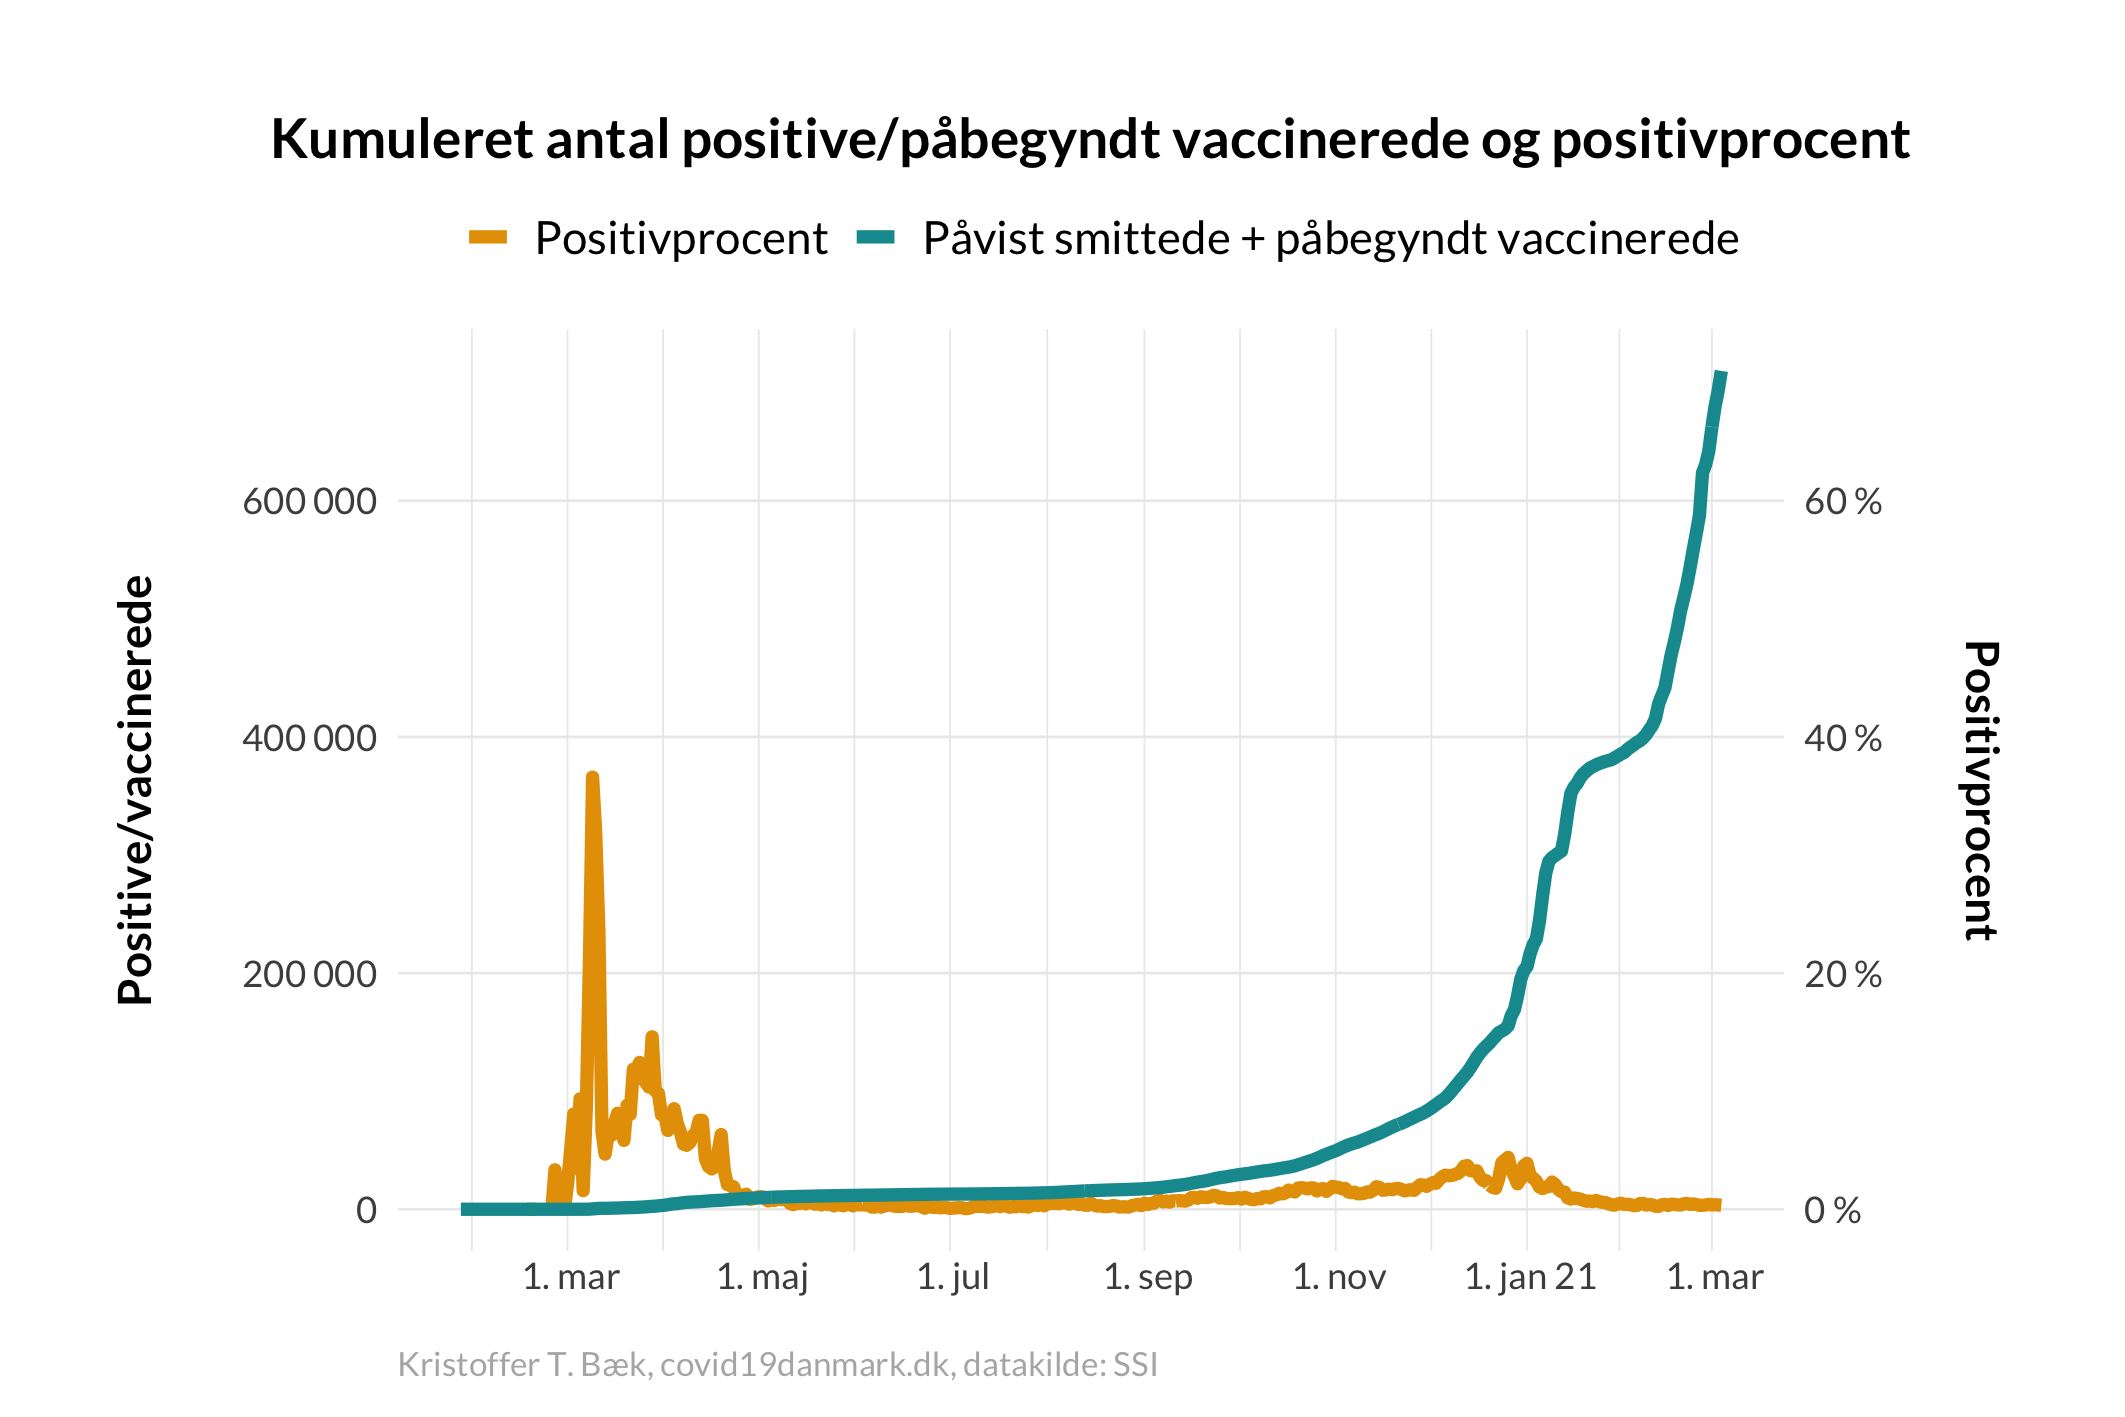 Kumuleret antal positive/påbegyndt vaccinerede og positivprocent
Positivprocent
Påvist smittede + påbegyndt vaccinerede
Positive/vaccinerede
600 000
400 000
200 000
0
60 %
40 %
20 %
0 %
Positivprocent
1. mar
1. maj
1. jul
1. sep
1. nov
1. jan 21
1. mar
Kristoffer T. Bæk, covid19danmark.dk, datakilde: SSI